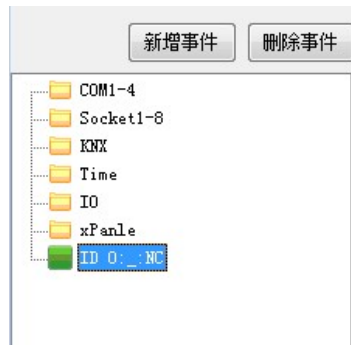 新增事件 删除事件
COM1-4
Socket1-8
KNX
Time
IO
xPanle
ID 0:_:NC